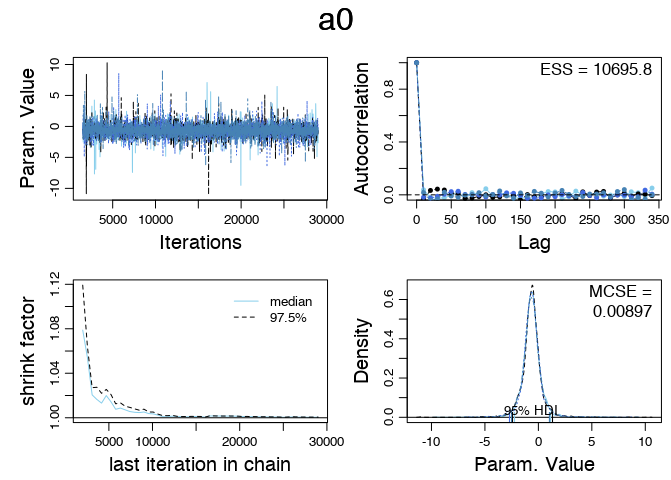 a0
Param. Value
10
5
0
-5
-10
5000 10000 20000 30000
Iterations
ESS = 10695.8
Autocorrelation
0.8
0.4
0.0
0 50 100 150 200 250 300 350
Lag
shrink factor
1.12
1.08
1.04
1.00
median
97.5%
5000 10000 20000 30000
last iteration in chain
MCSE =
0.00897
Density
0.6
0.4
0.2
0.0
95% HDI
-10 -5 0 5 10
Param. Value